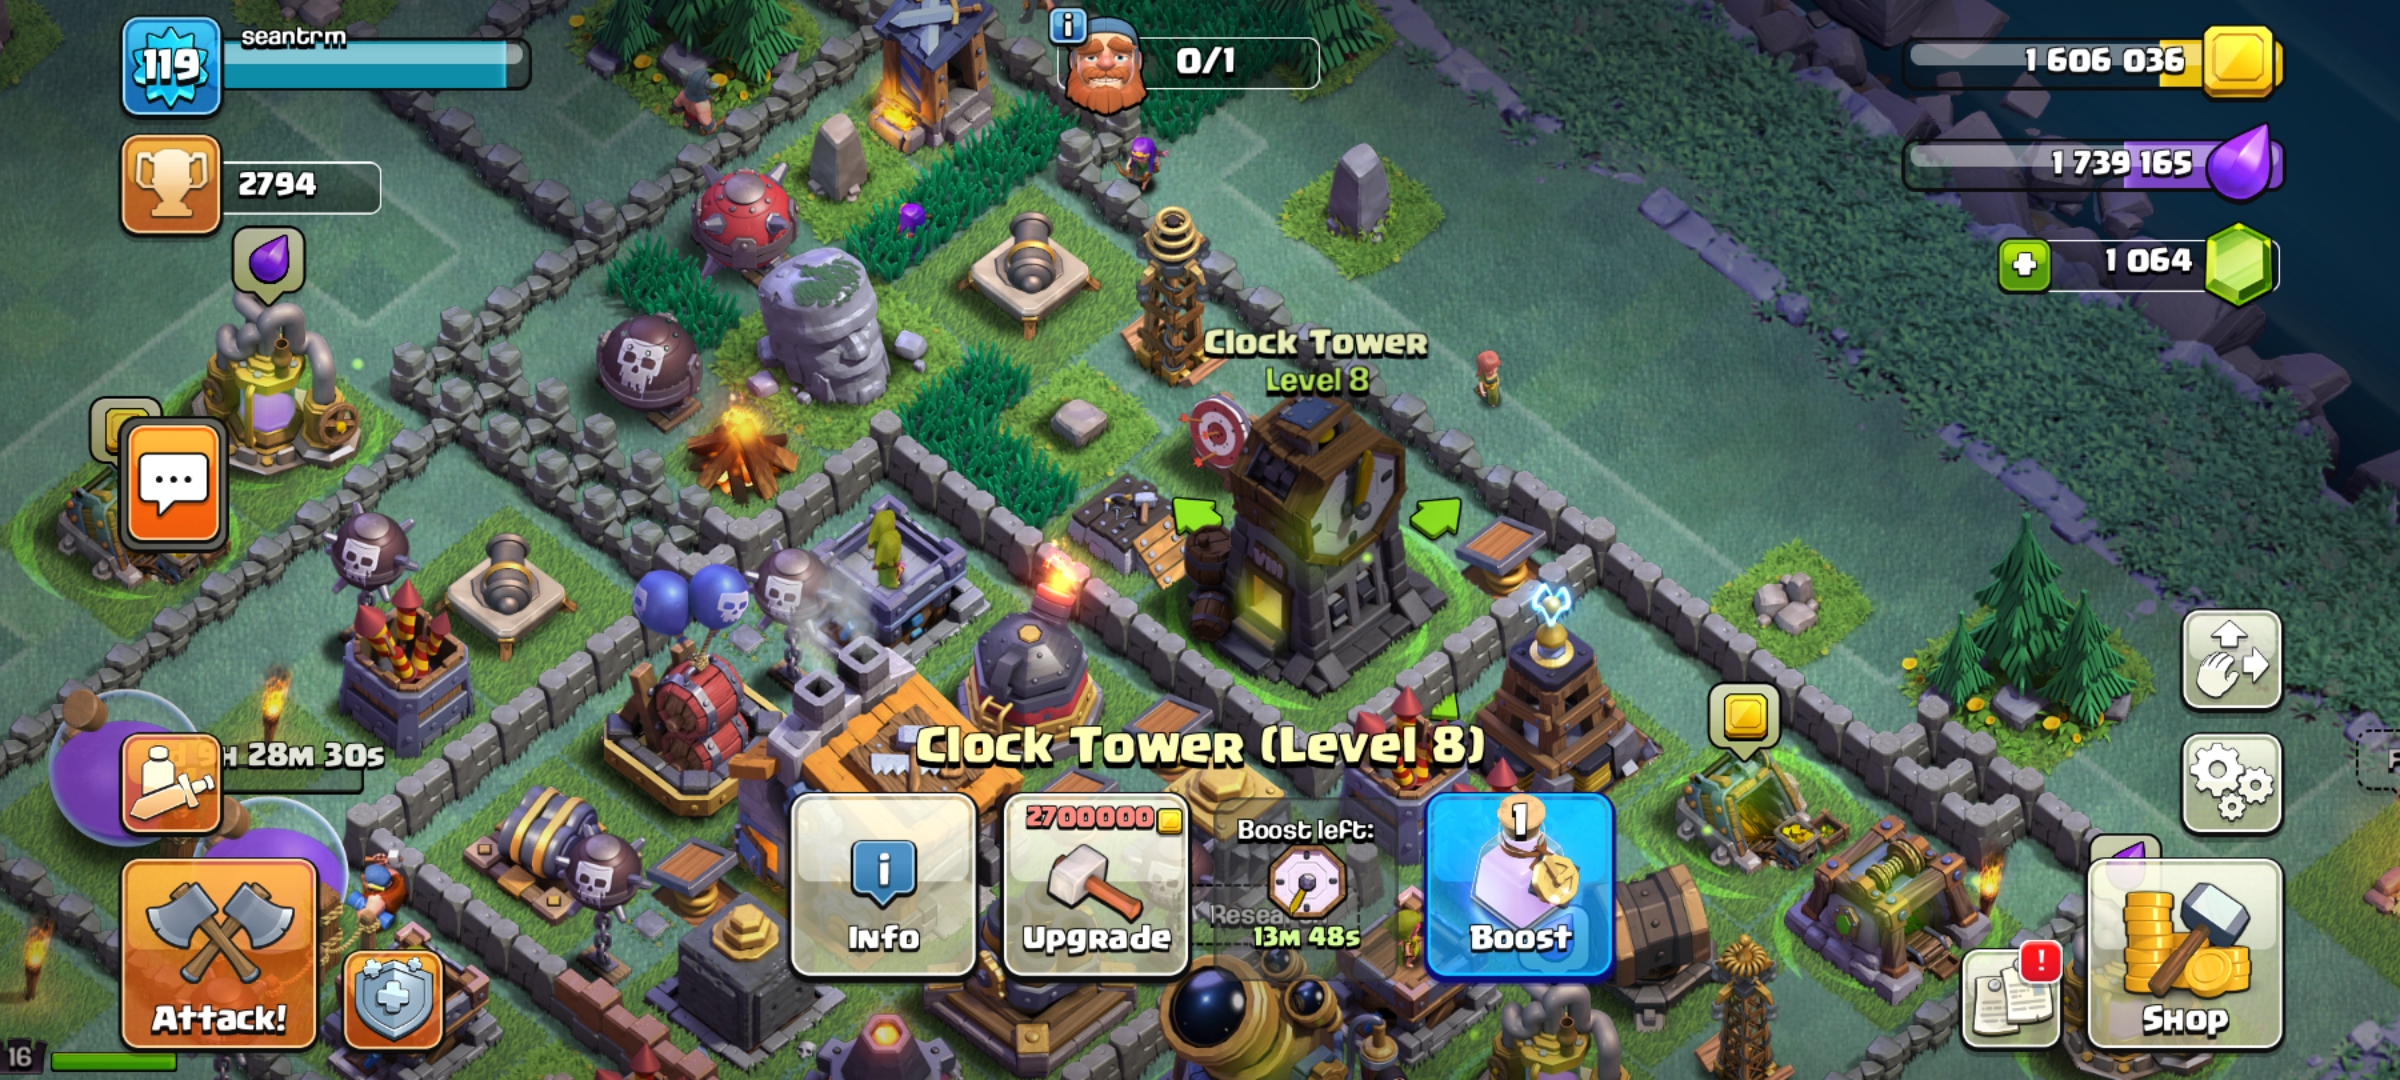 119
seantrm
0/1
1 606 036
2794
1 739 165
1 064
Clock Tower
Level 8
9H 28M 30s
Clock Tower (Level 8)
2700000
Boost left:
1
13M 48s
Info
Upgrade
Boost
Attack!
!
Shop
16